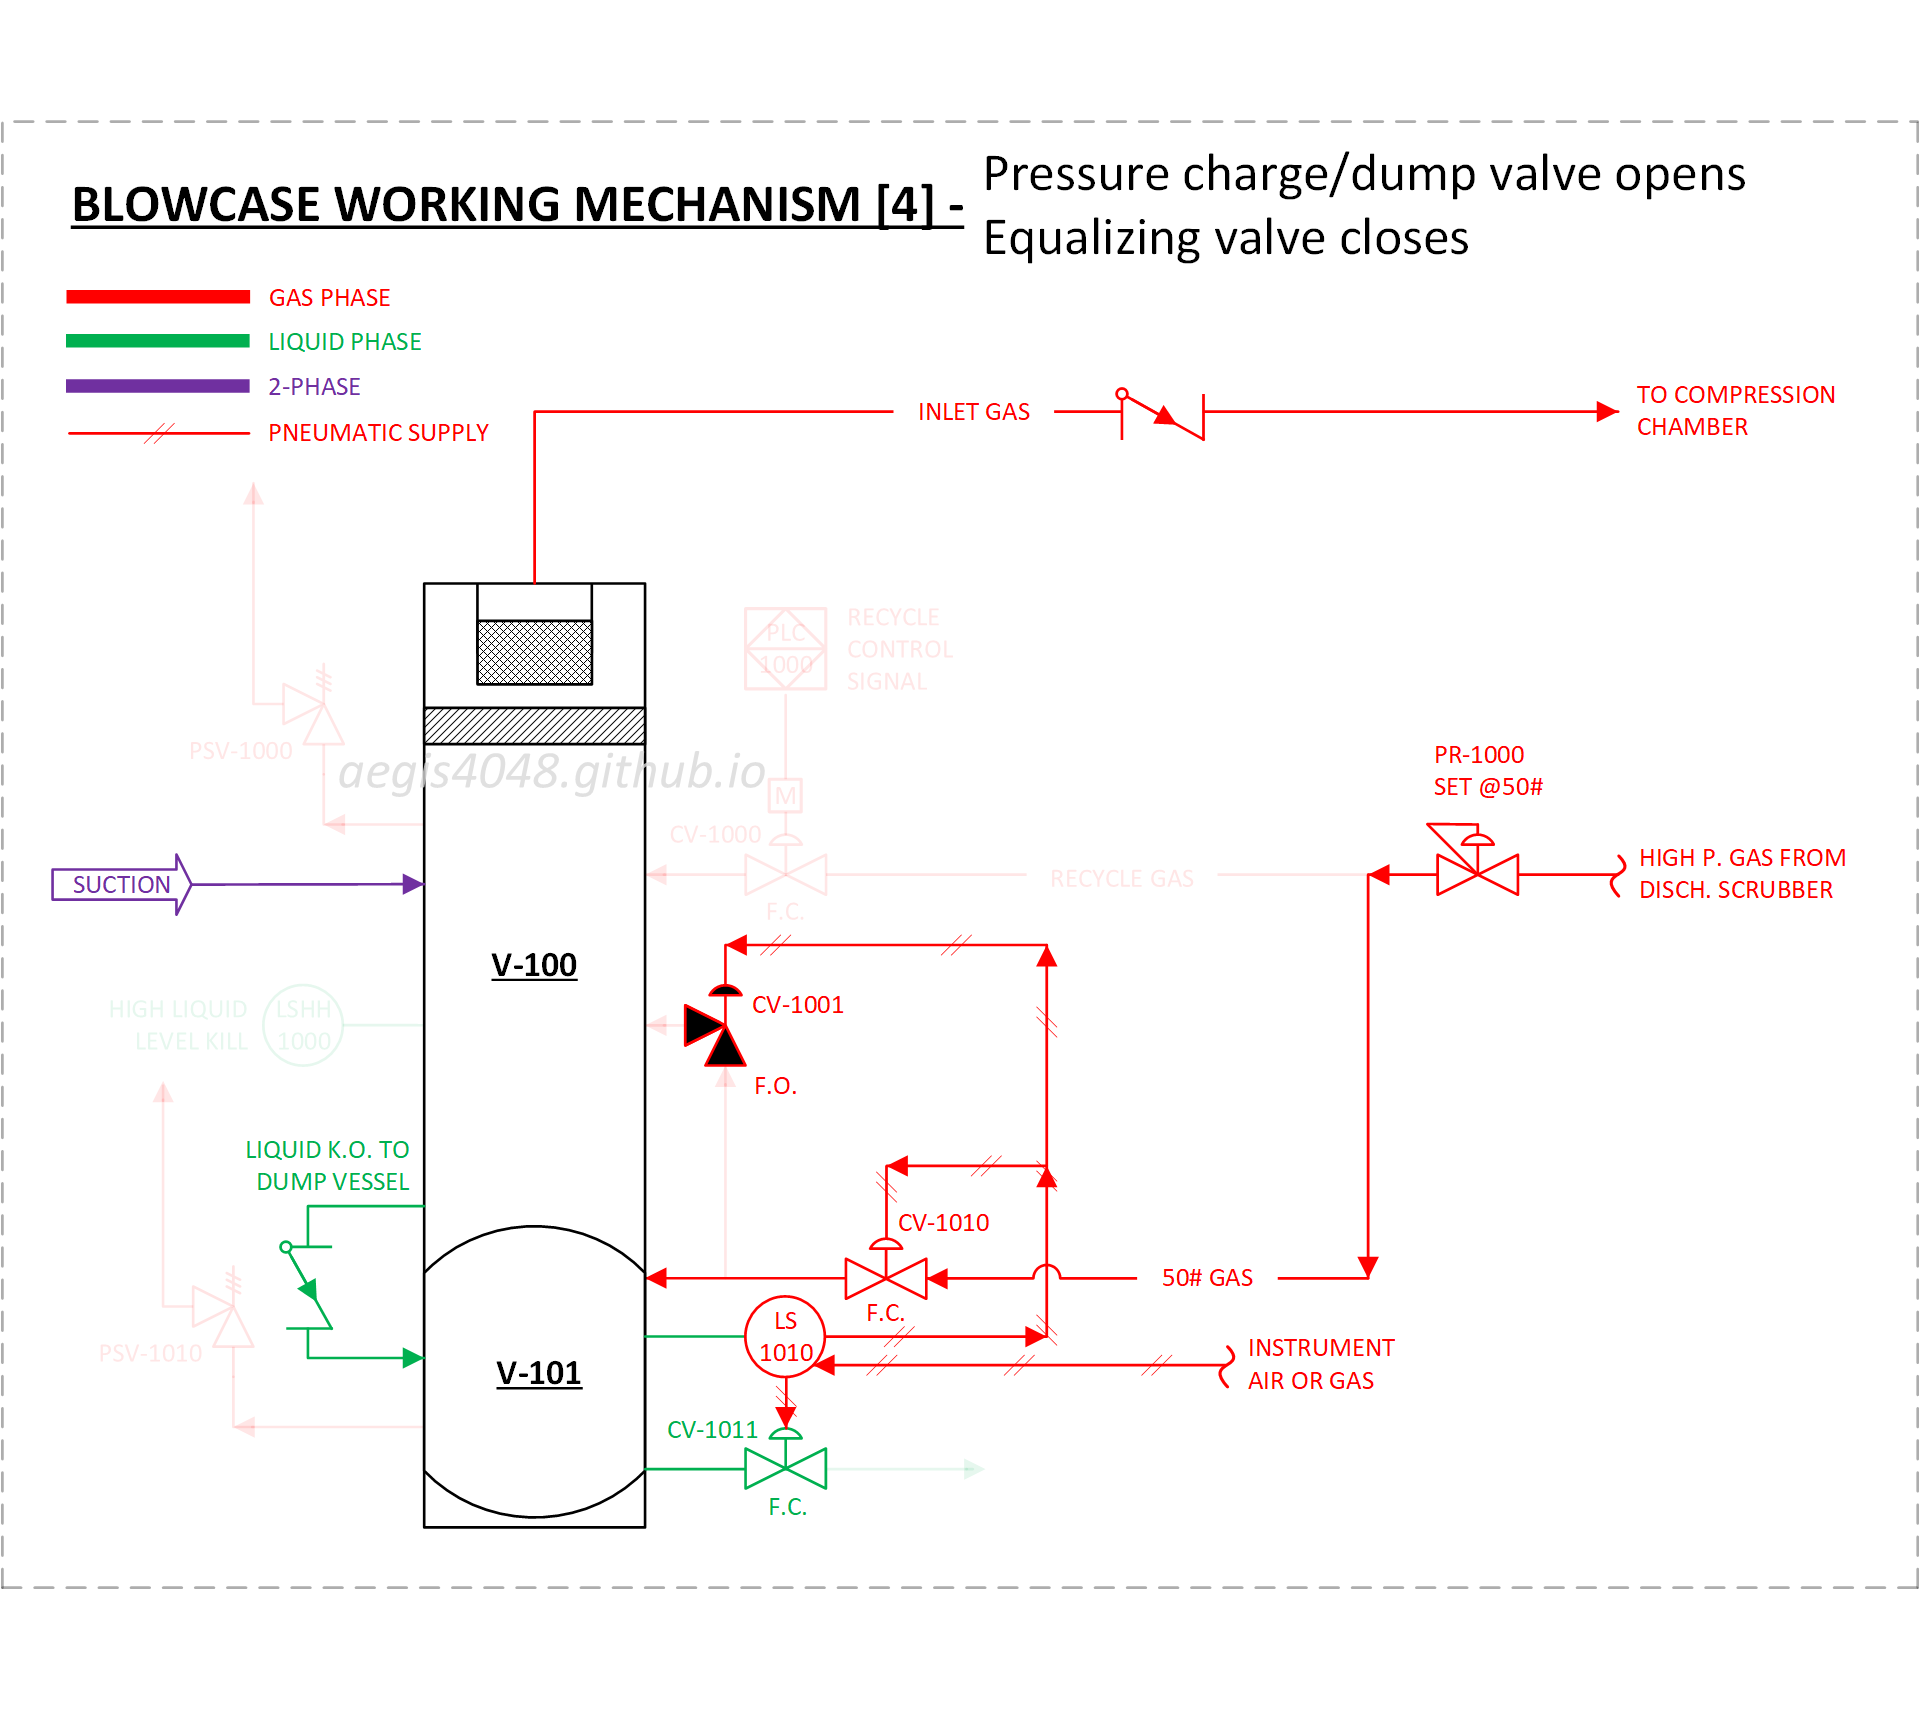 BLOWCASE WORKING MECHANISM [4] -
Pressure charge/dump valve opens
Equalizing valve closes
GAS PHASE
LIQUID PHASE
2-PHASE
PNEUMATIC SUPPLY
INLET GAS
TO COMPRESSION
CHAMBER
PLC
1000
RECYCLE
CONTROL
SIGNAL
PSV-1000
aegis4048.github.io
M
CV-1000
F.C.
RECYCLE GAS
PR-1000
SET @50#
HIGH P. GAS FROM
DISCH. SCRUBBER
SUCTION
V-100
HIGH LIQUID
LEVEL KILL
LSHH
1000
CV-1001
F.O.
LIQUID K.O. TO
DUMP VESSEL
CV-1010
F.C.
50# GAS
LS
1010
INSTRUMENT
AIR OR GAS
PSV-1010
V-101
CV-1011
F.C.